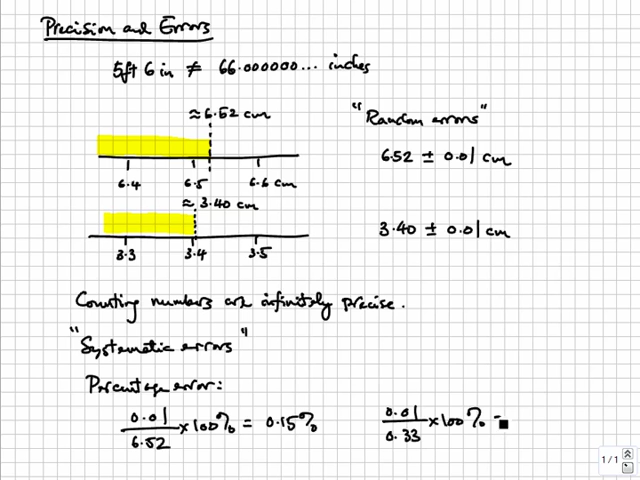 Precision and Errors
5ft 6 in ≠ 66.000000... inches
≈ 6.52 cm
6.4 6.5 6.6 cm
"Random errors"
6.52 ± 0.01 cm
≈ 3.40 cm
3.3 3.4 3.5
3.40 ± 0.01 cm
Counting numbers are infinitely precise.
"Systematic errors"
Percentage error:
0.01/6.52 × 100% = 0.15%
0.01/0.33 × 100% =
1/1